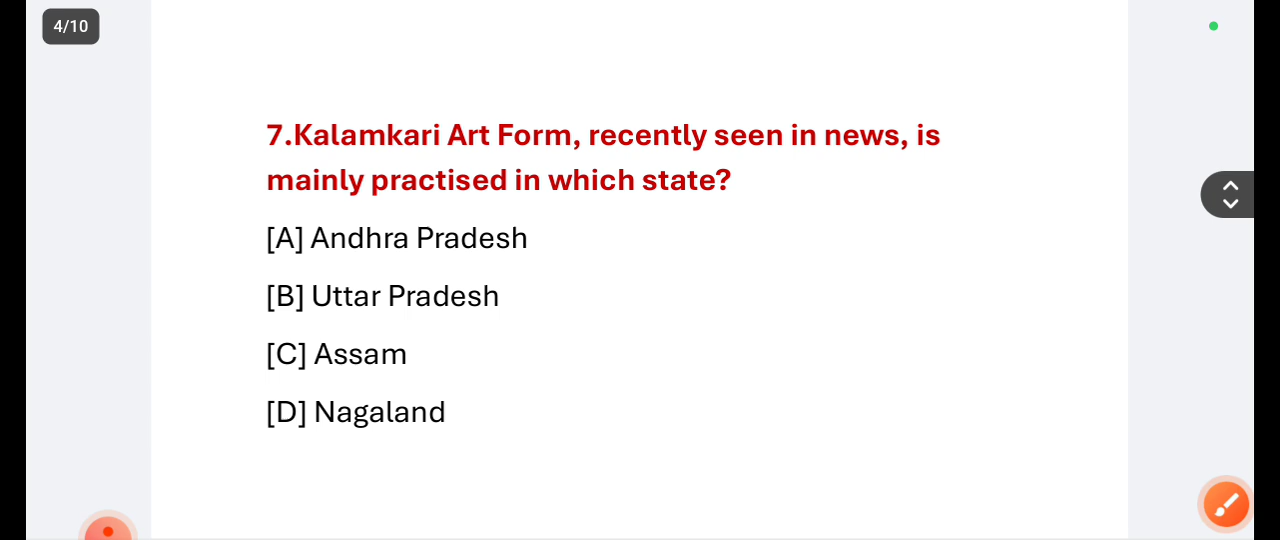 4/10
7.Kalamkari Art Form, recently seen in news, is
mainly practised in which state?
[A] Andhra Pradesh
[B] Uttar Pradesh
[C] Assam
[D] Nagaland